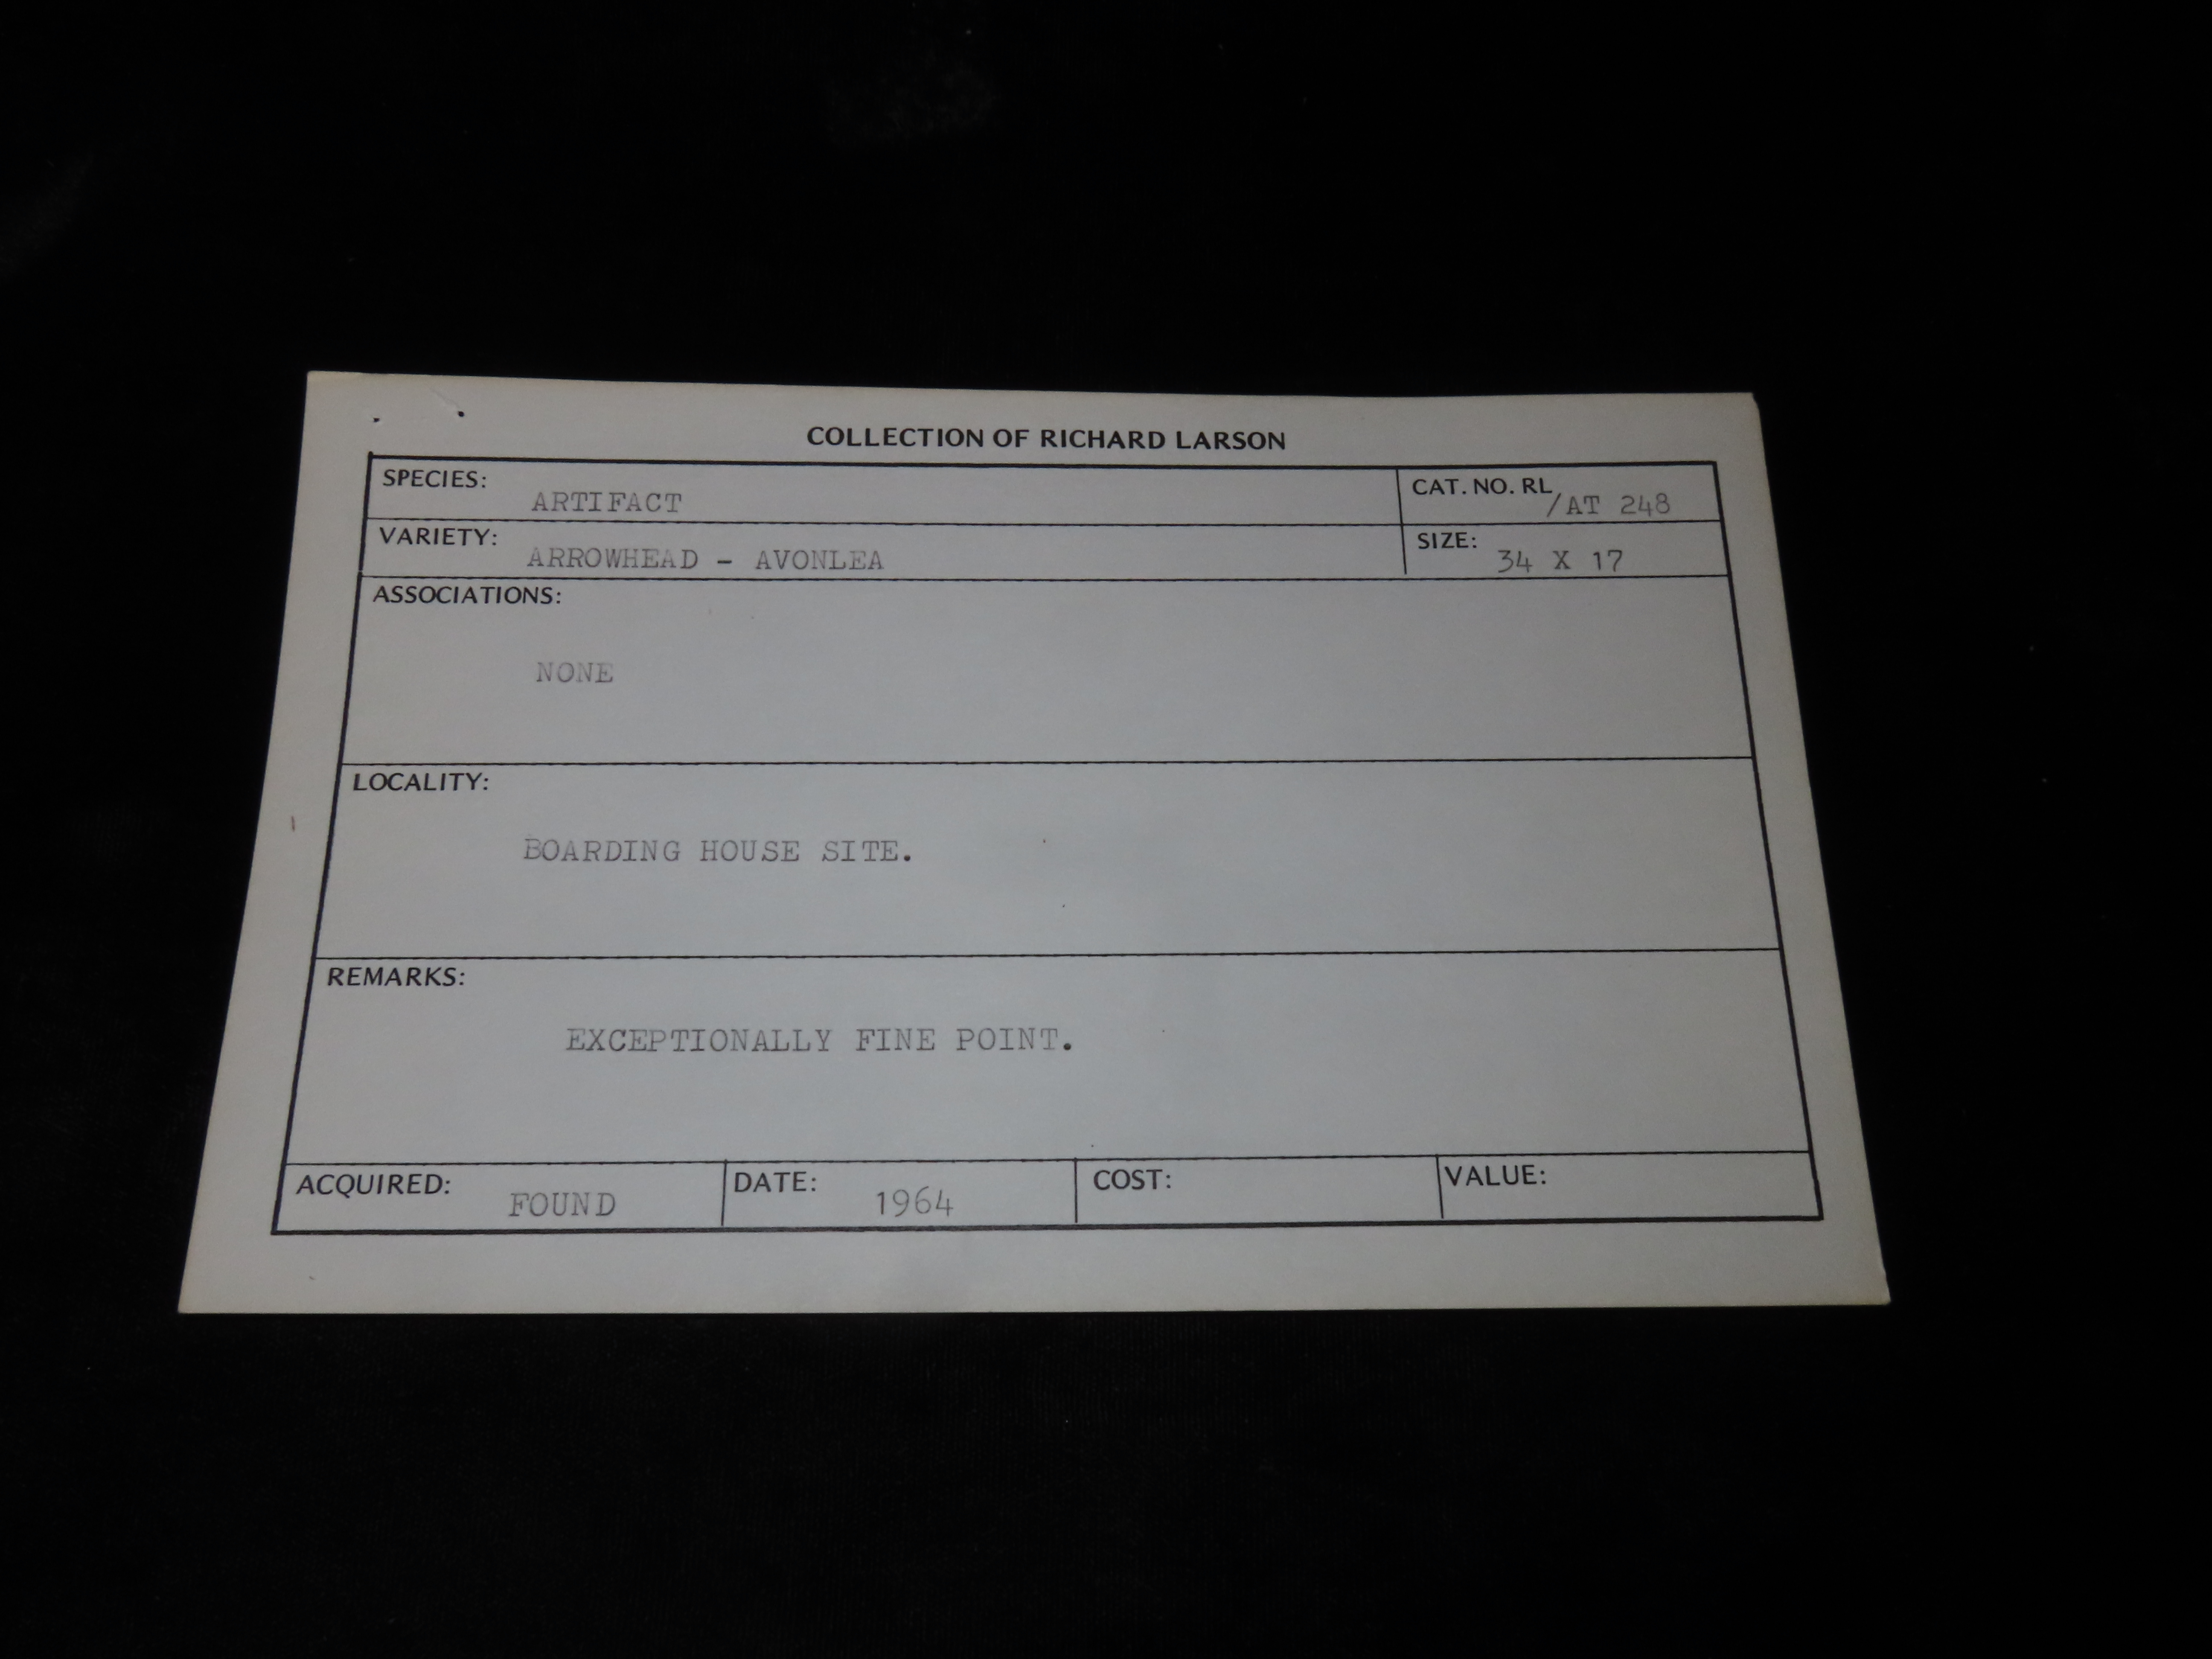 COLLECTION OF RICHARD LARSON
SPECIES: ARTIFACT
CAT. NO. RL/AT 248
VARIETY: ARROWHEAD - AVONLEA
SIZE: 34 X 17
ASSOCIATIONS:
NONE
LOCALITY:
BOARDING HOUSE SITE.
REMARKS:
EXCEPTIONALLY FINE POINT.
ACQUIRED: FOUND
DATE: 1964
COST:
VALUE: